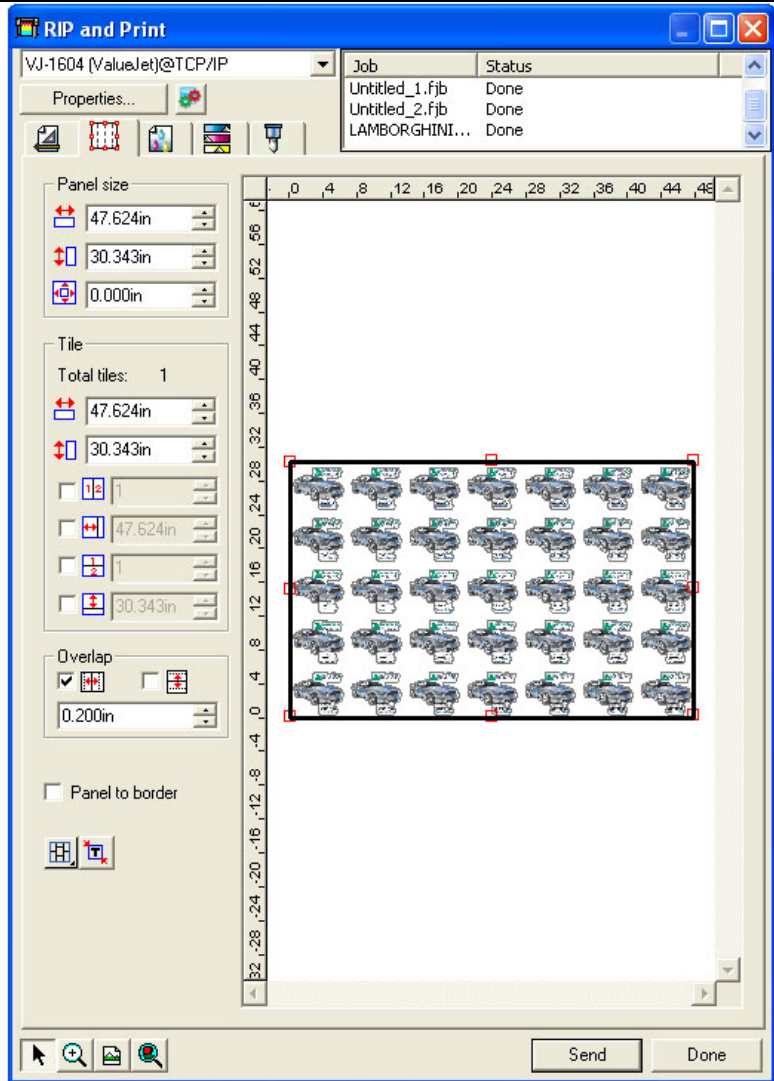 RIP and Print
VJ-1604 (ValueJet)@TCP/IP
Properties...
Job Status
Untitled_1.fjb Done
Untitled_2.fjb Done
LAMBORGHINI... Done
Panel size
47.624in
30.343in
0.000in
Tile
Total tiles: 1
47.624in
30.343in
1 2
1
47.624in
1
2
1
30.343in
Overlap
0.200in
Panel to border
T
0 4 8 12 16 20 24 28 32 36 40 44 48
56 52 48 44 40 36 32 28 24 20 16 12 8 4 0 -4 -8 -12 -16 -20 -24 -28 32
Send
Done